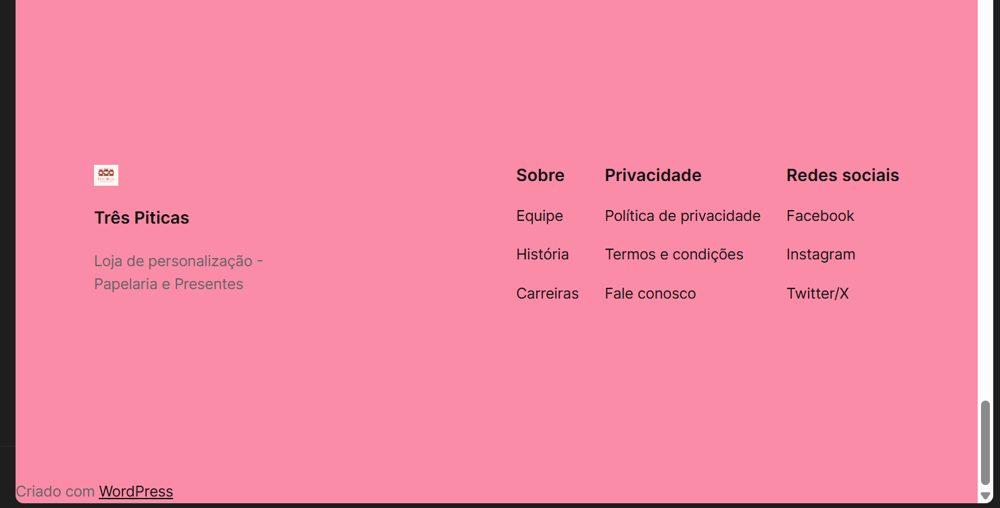 Três Piticas
Loja de personalização -
Papelaria e Presentes
Sobre
Equipe
História
Carreiras
Privacidade
Política de privacidade
Termos e condições
Fale conosco
Redes sociais
Facebook
Instagram
Twitter/X
Criado com WordPress